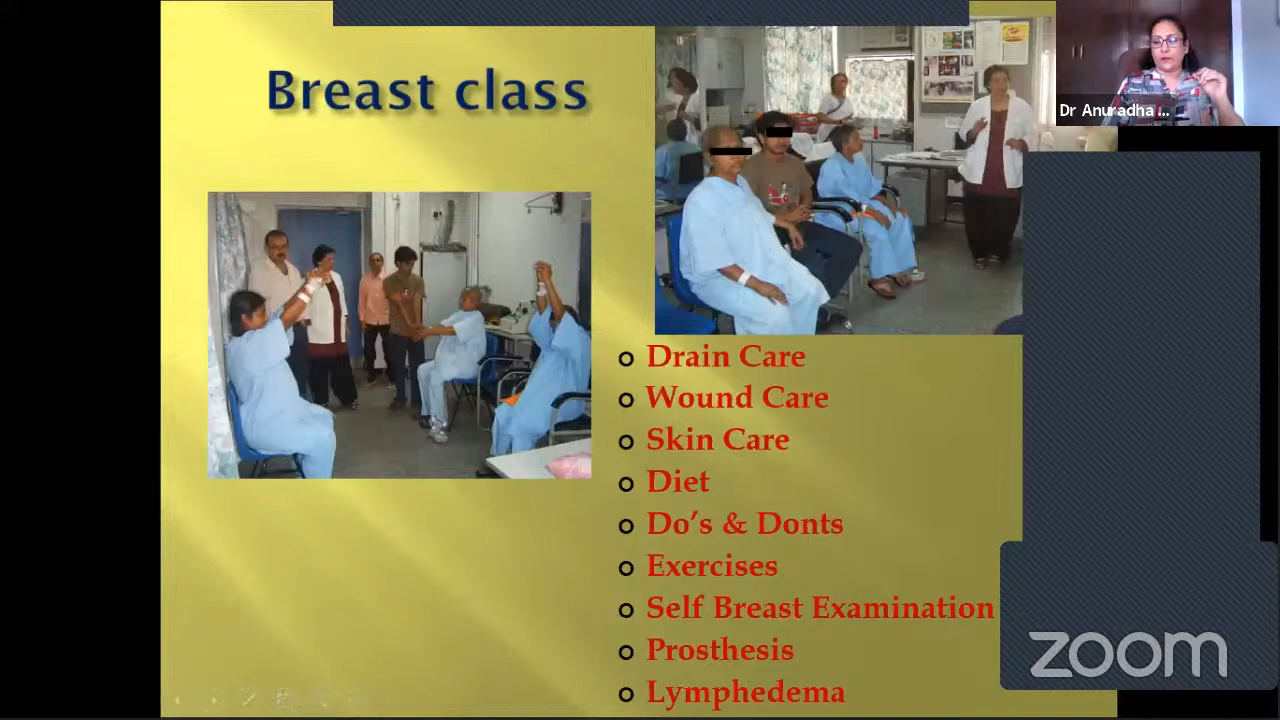 Breast class
Dr Anuradha ...
Drain Care
Wound Care
Skin Care
Diet
Do's & Donts
Exercises
Self Breast Examination
Prosthesis
Lymphedema
zoom